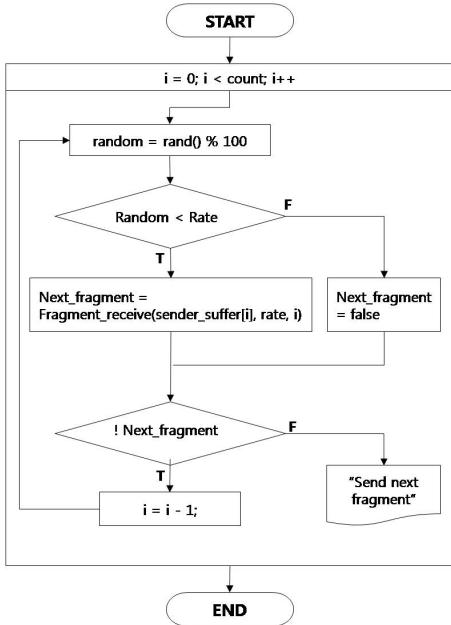 START
i = 0; i < count; i++
random = rand() % 100
Random < Rate
F
T
Next_fragment =
Fragment_receive(sender_suffer[i], rate, i)
Next_fragment
= false
! Next_fragment
F
T
"Send next
fragment"
i = i - 1;
END